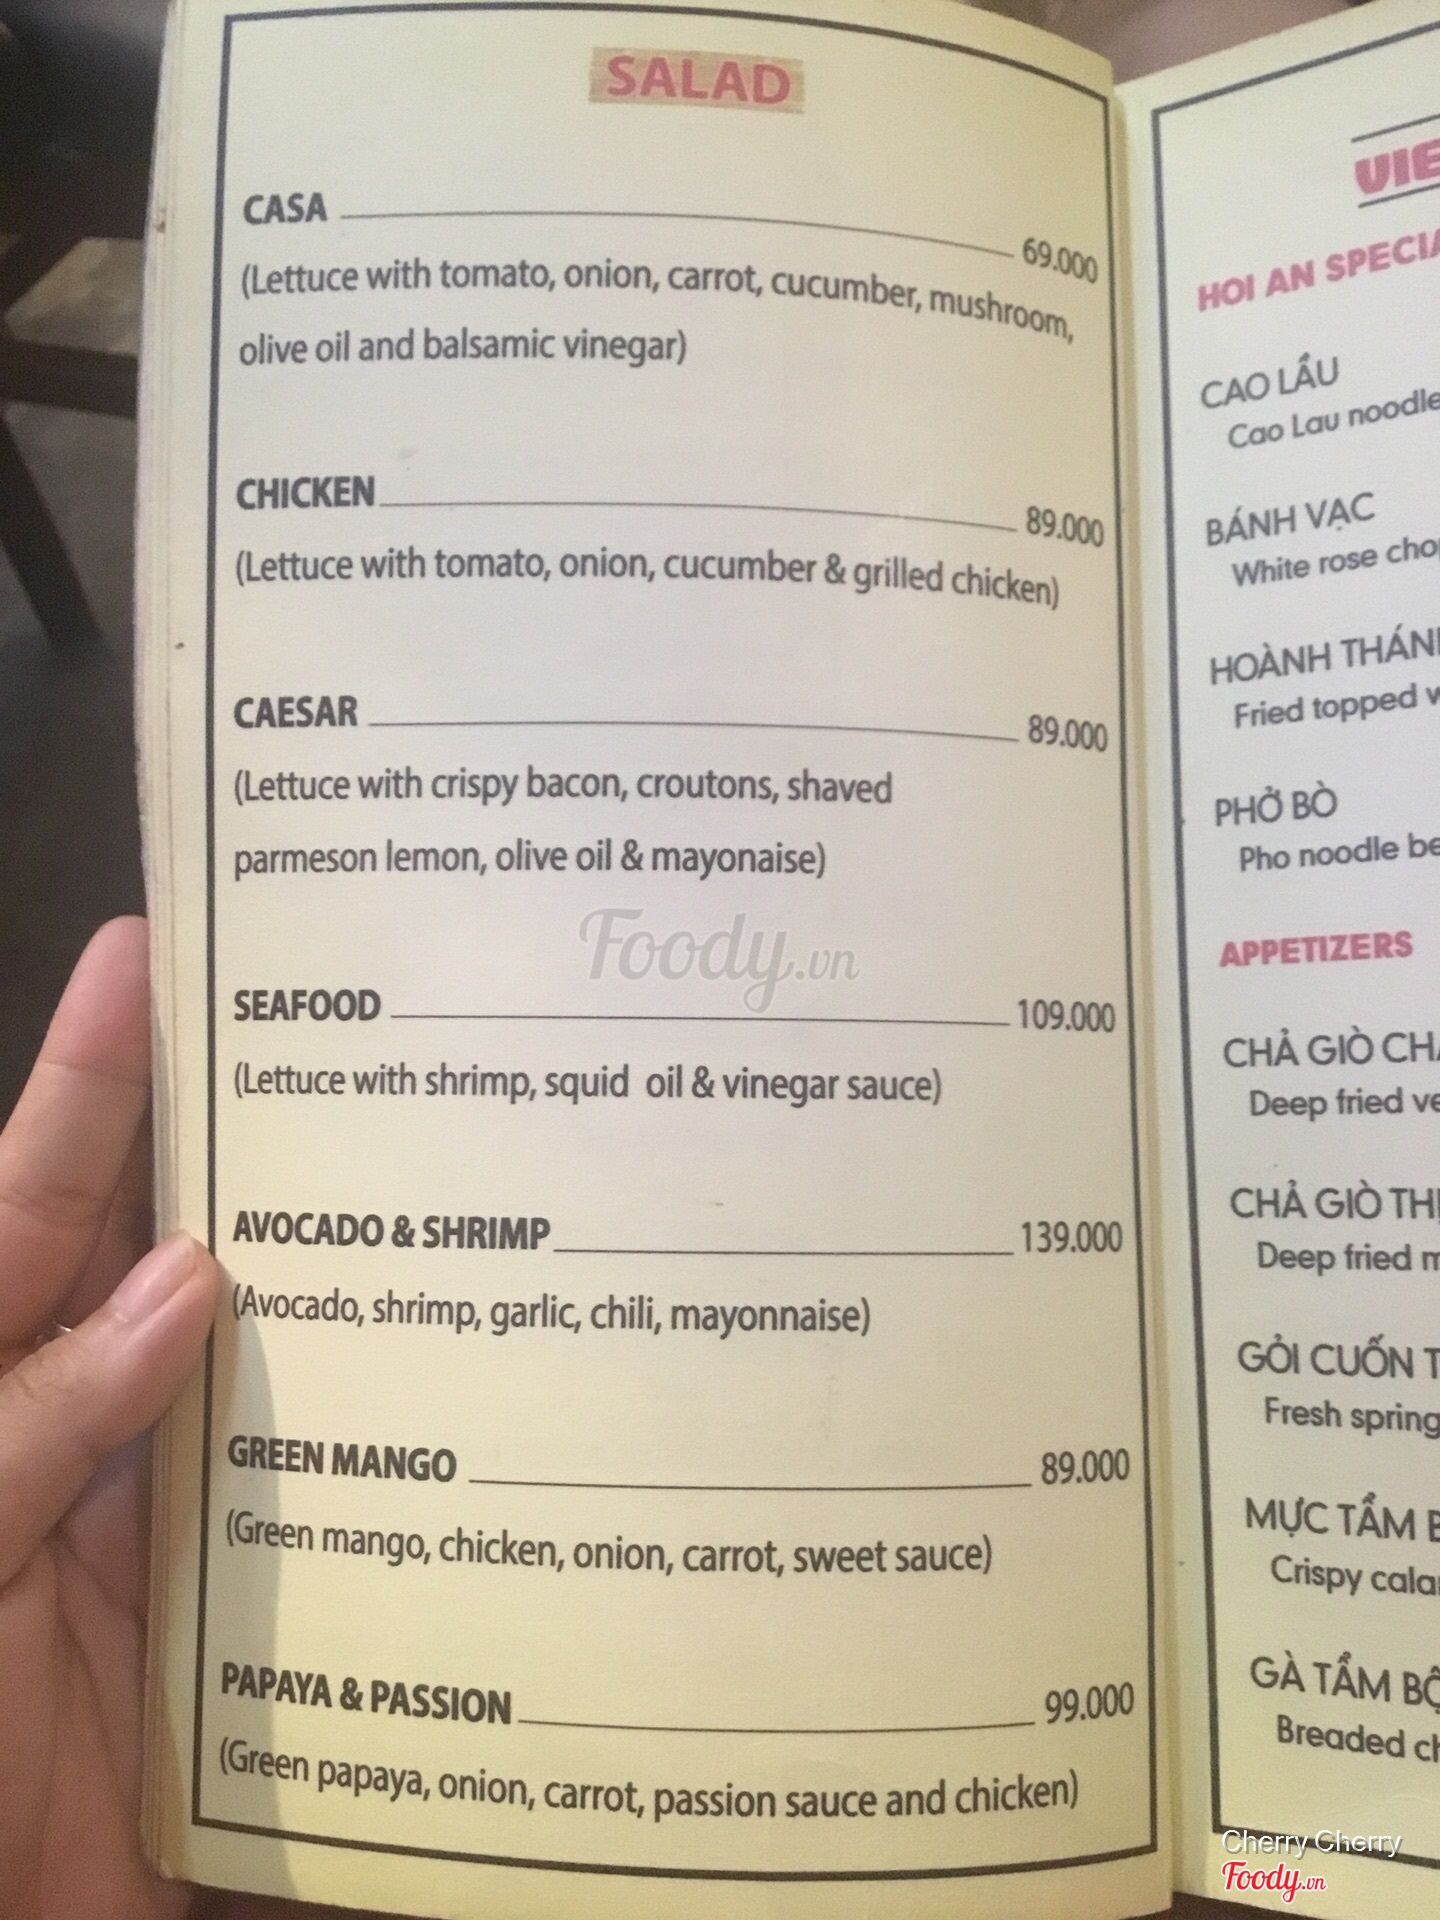 SALAD
CASA 69.000
(Lettuce with tomato, onion, carrot, cucumber, mushroom,
olive oil and balsamic vinegar)
CHICKEN 89.000
(Lettuce with tomato, onion, cucumber & grilled chicken)
CAESAR 89.000
(Lettuce with crispy bacon, croutons, shaved
parmeson lemon, olive oil & mayonaise)
SEAFOOD 109.000
(Lettuce with shrimp, squid oil & vinegar sauce)
AVOCADO & SHRIMP 139.000
(Avocado, shrimp, garlic, chili, mayonnaise)
GREEN MANGO 89.000
(Green mango, chicken, onion, carrot, sweet sauce)
PAPAYA & PASSION 99.000
(Green papaya, onion, carrot, passion sauce and chicken)
HOI AN
CAO LẦU
Cao Lau
BÁNH VẠC
White rose
HOÀNH
Fried topped
PHỞ BÒ
Pho noodle
APPETIZERS
CHẢ GIÒ
Deep fried
CHẢ GIÒ
Deep fried
GỎI CUỐN
Fresh
MỰC TẨM
Crispy
GÀ TẨM
Breaded
Foody.vn
Cherry Cherry
Foody.vn